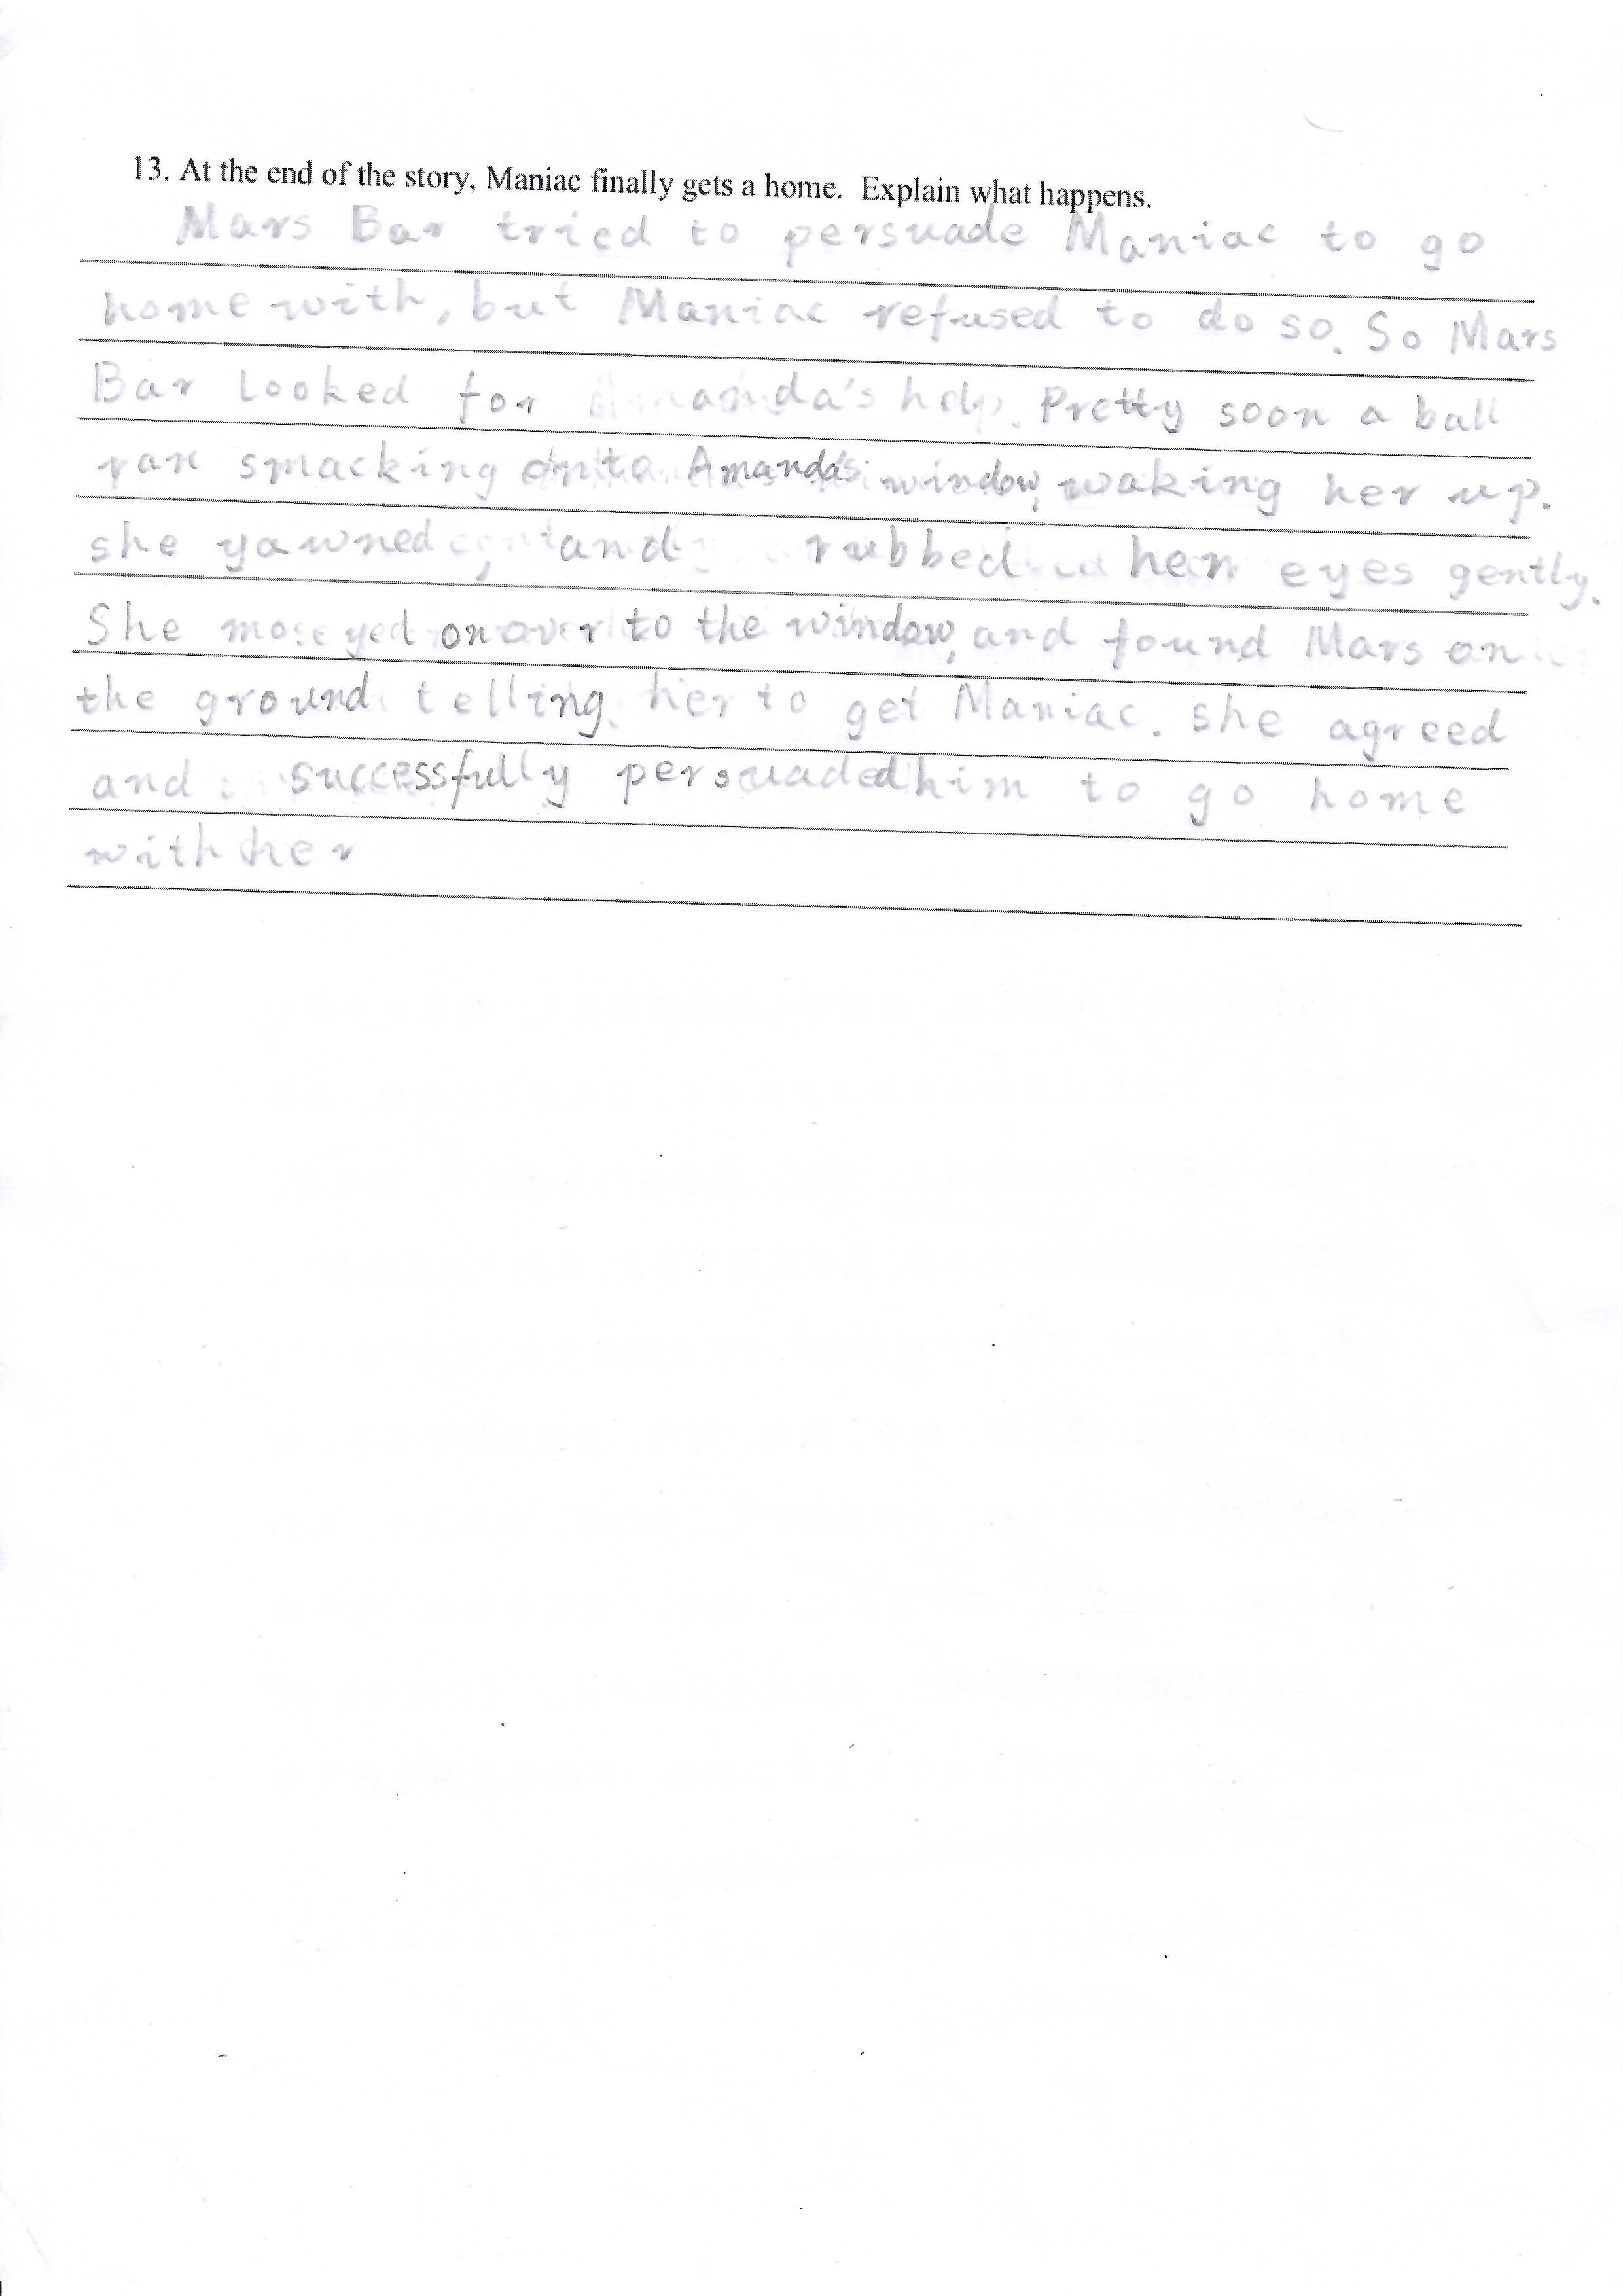 13. At the end of the story, Maniac finally gets a home. Explain what happens.
Mars Bar tried to persuade Maniac to go
home with, but Maniac refused to do so. So Mars
Bar looked for Amanda's help. Pretty soon a ball
ran smacking onto Amanda's window, waking her up.
she yawned, and rubbed her eyes gently.
She moseyed on over to the window, and found Mars on
the ground telling her to get Maniac. she agreed
and successfully persuaded him to go home
with her